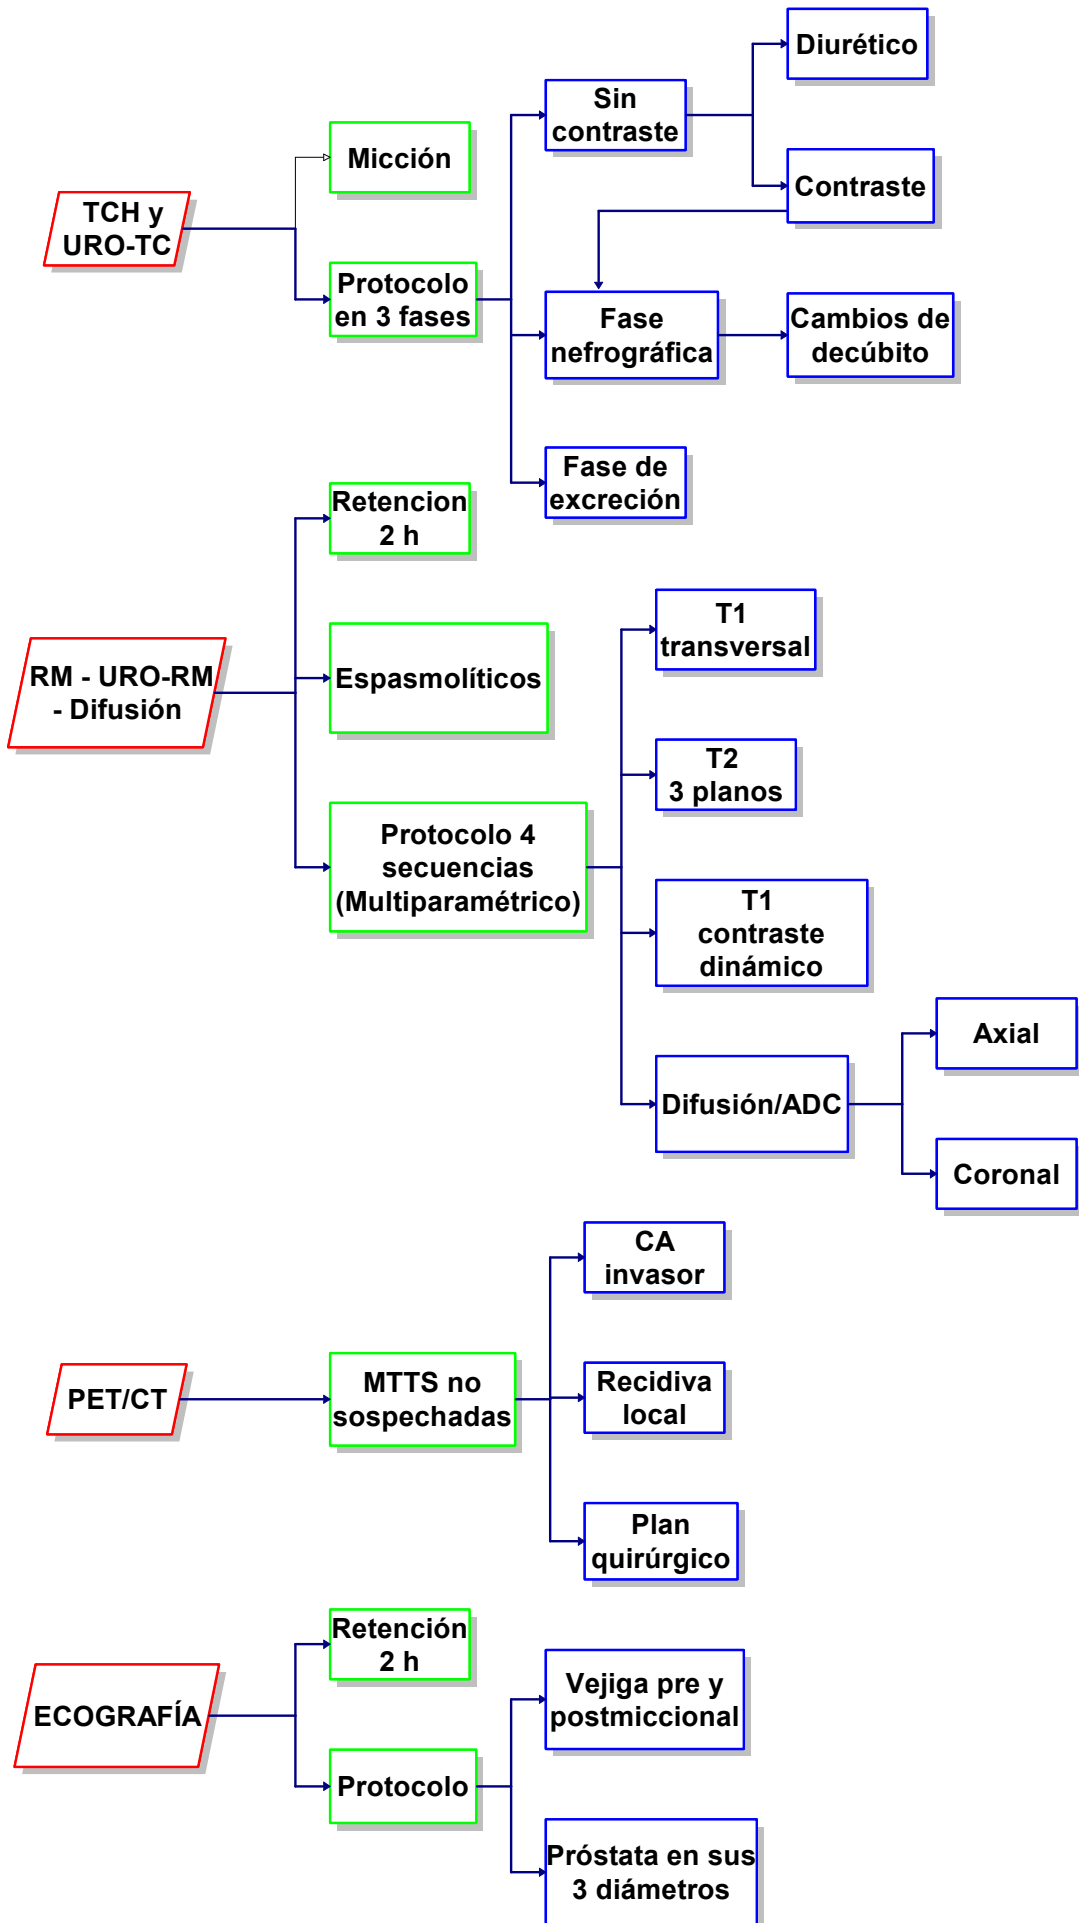 Diurético
Sin
contraste
Micción
Contraste
TCH y
URO-TC
Protocolo
en 3 fases
Fase
nefrográfica
Cambios de
decúbito
Fase de
excreción
Retencion
2 h
T1
transversal
RM - URO-RM
- Difusión
Espasmolíticos
T2
3 planos
Protocolo 4
secuencias
(Multiparamétrico)
T1
contraste
dinámico
Axial
Difusión/ADC
Coronal
CA
invasor
PET/CT
MTTS no
sospechadas
Recidiva
local
Plan
quirúrgico
Retención
2 h
Vejiga pre y
postmiccional
ECOGRAFÍA
Protocolo
Próstata en sus
3 diámetros